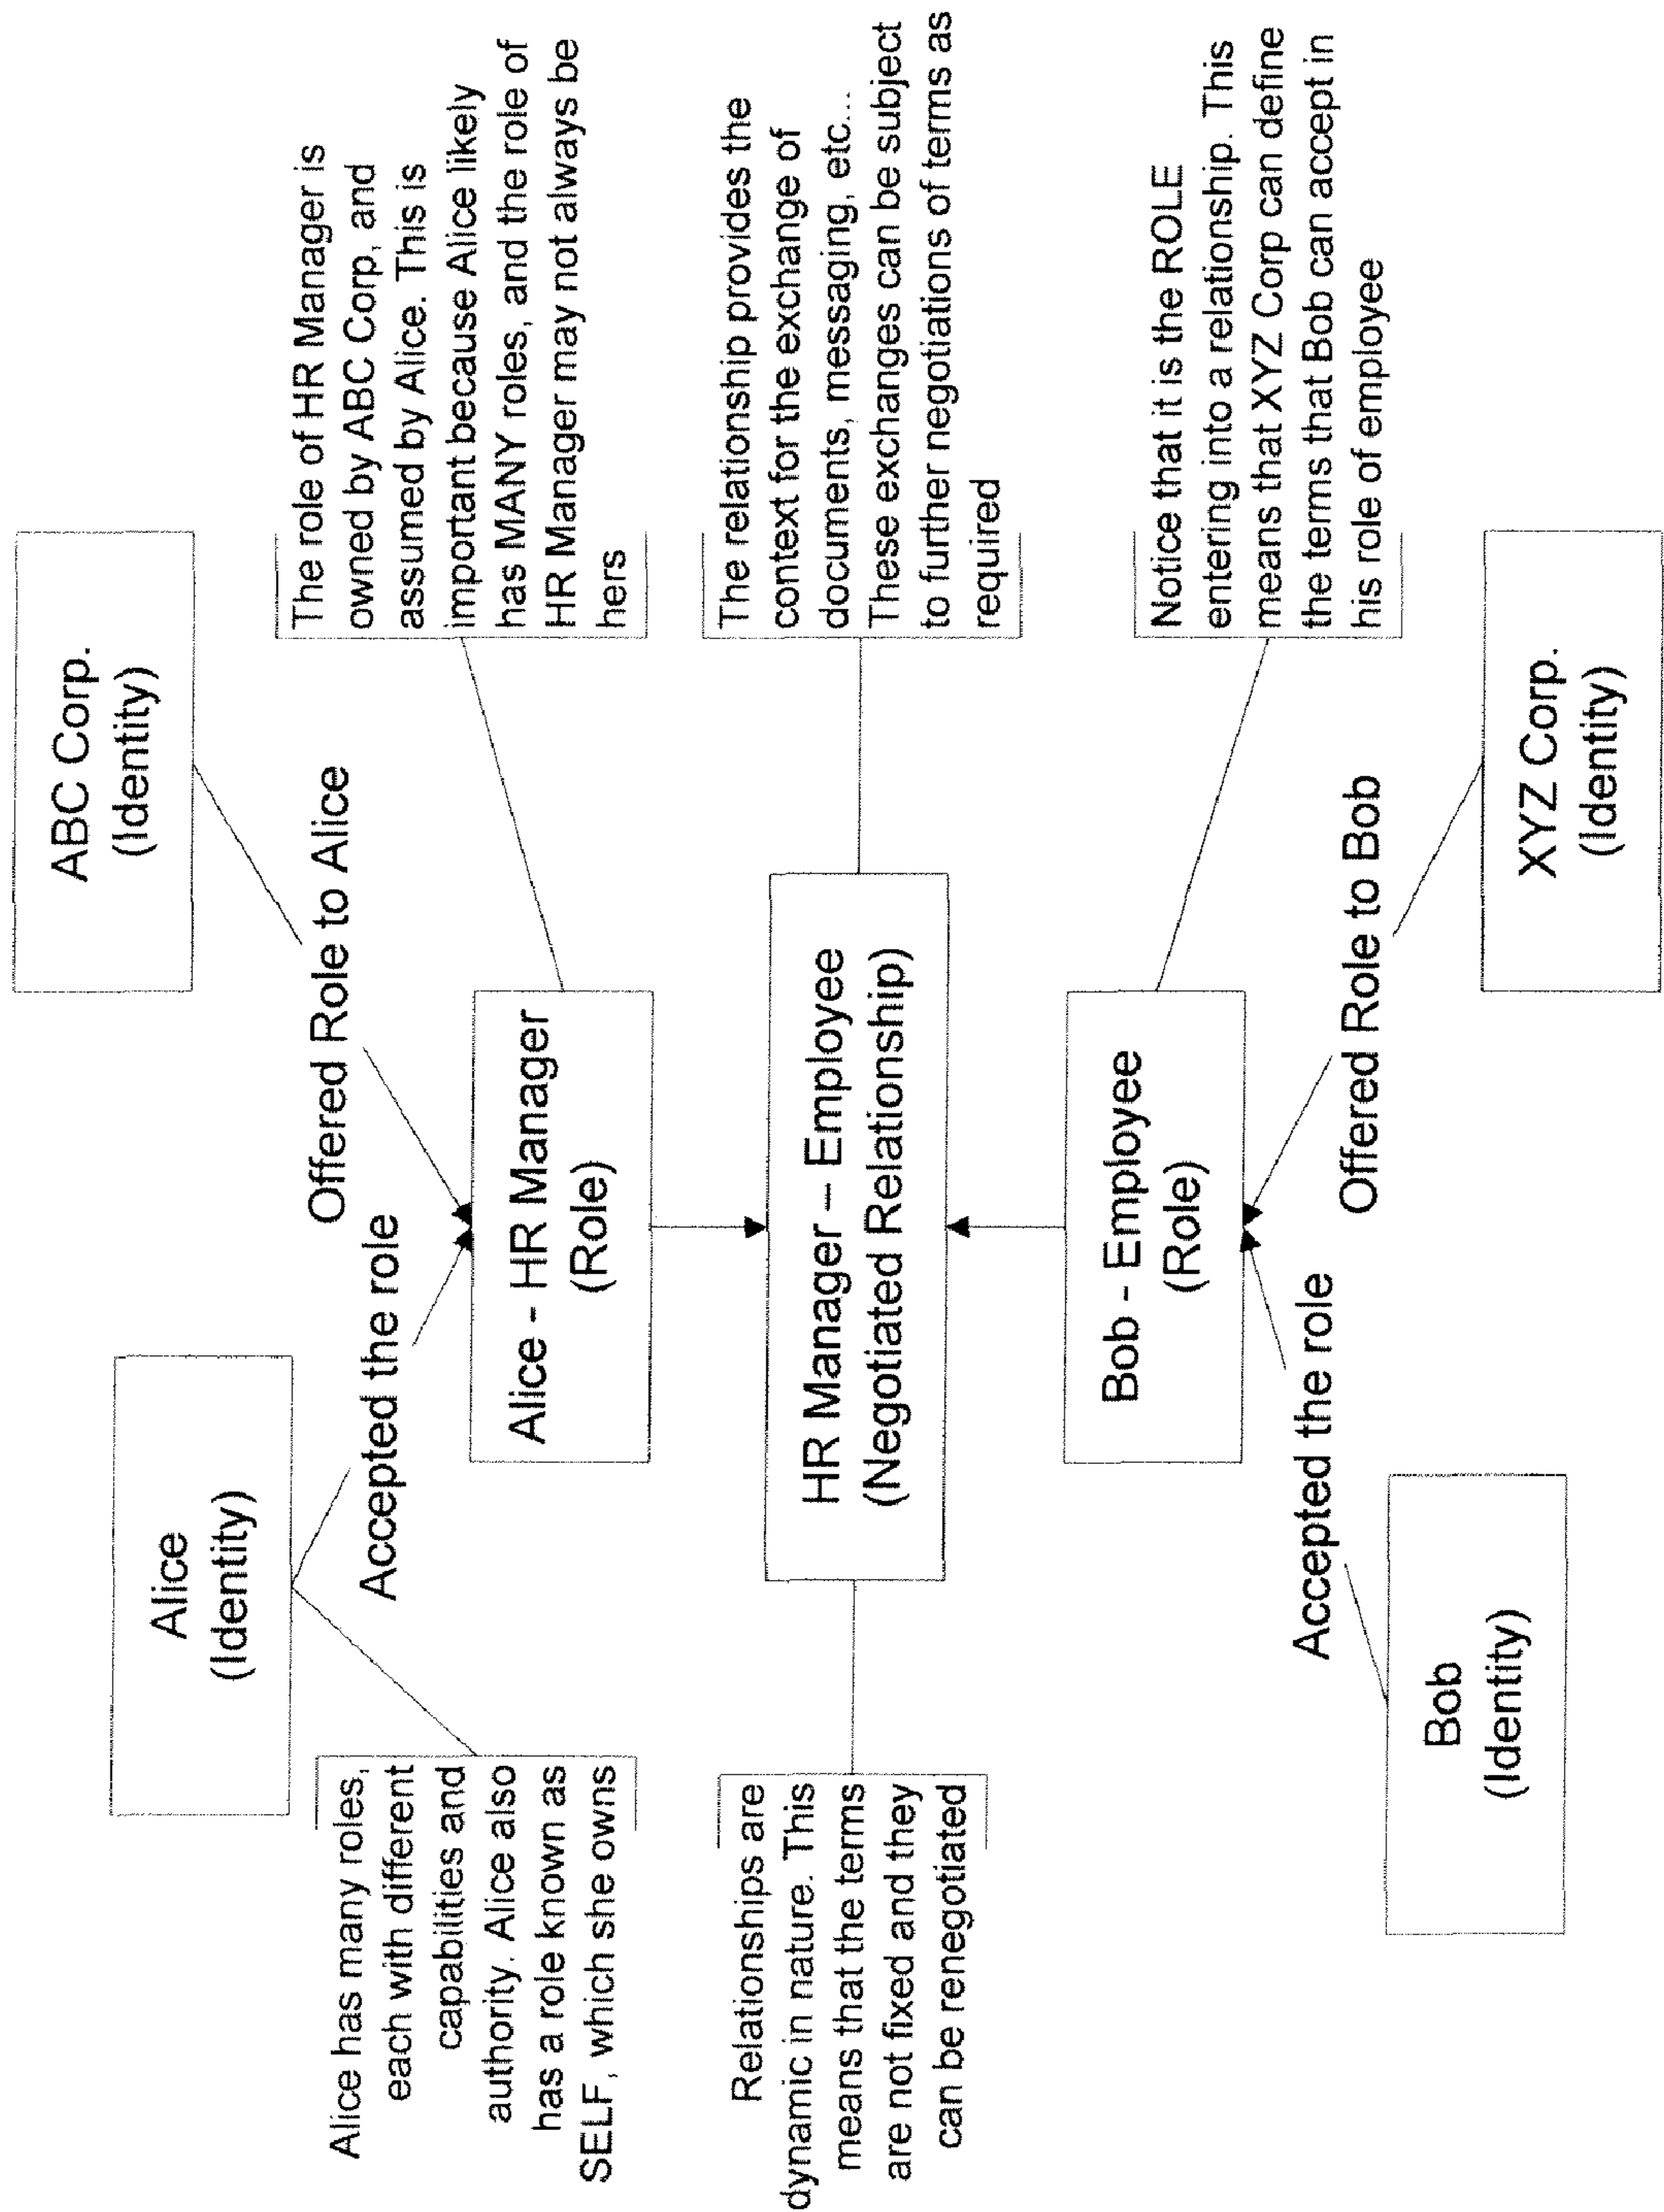 ABC Corp.
(Identity)
Alice
(Identity)
Offered Role to Alice
Accepted the role
The role of HR Manager is
owned by ABC Corp, and
assumed by Alice. This is
important because Alice likely
has MANY roles, and the role of
HR Manager may not always be
hers
Alice has many roles,
each with different
capabilities and
authority. Alice also
has a role known as
SELF, which she owns
Alice - HR Manager
(Role)
Relationships are
dynamic in nature. This
means that the terms
are not fixed and they
can be renegotiated
HR Manager – Employee
(Negotiated Relationship)
The relationship provides the
context for the exchange of
documents, messaging, etc...
These exchanges can be subject
to further negotiations of terms as
required
Bob - Employee
(Role)
Notice that it is the ROLE
entering into a relationship. This
means that XYZ Corp can define
the terms that Bob can accept in
his role of employee
Accepted the role
Offered Role to Bob
Bob
(Identity)
XYZ Corp.
(Identity)